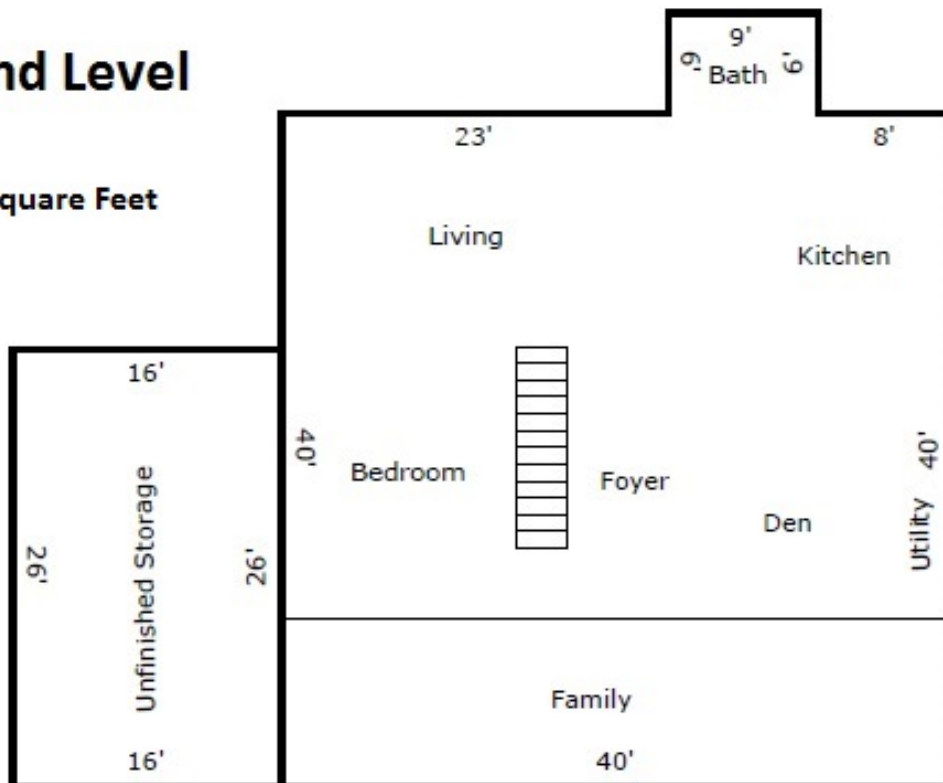 nd Level
quare Feet
9'
6' Bath 6'
23'
8'
Living
Kitchen
16'
40'
40'
Bedroom
Foyer
Den
Utility
Unfinished Storage
26'
26'
Family
16'
40'